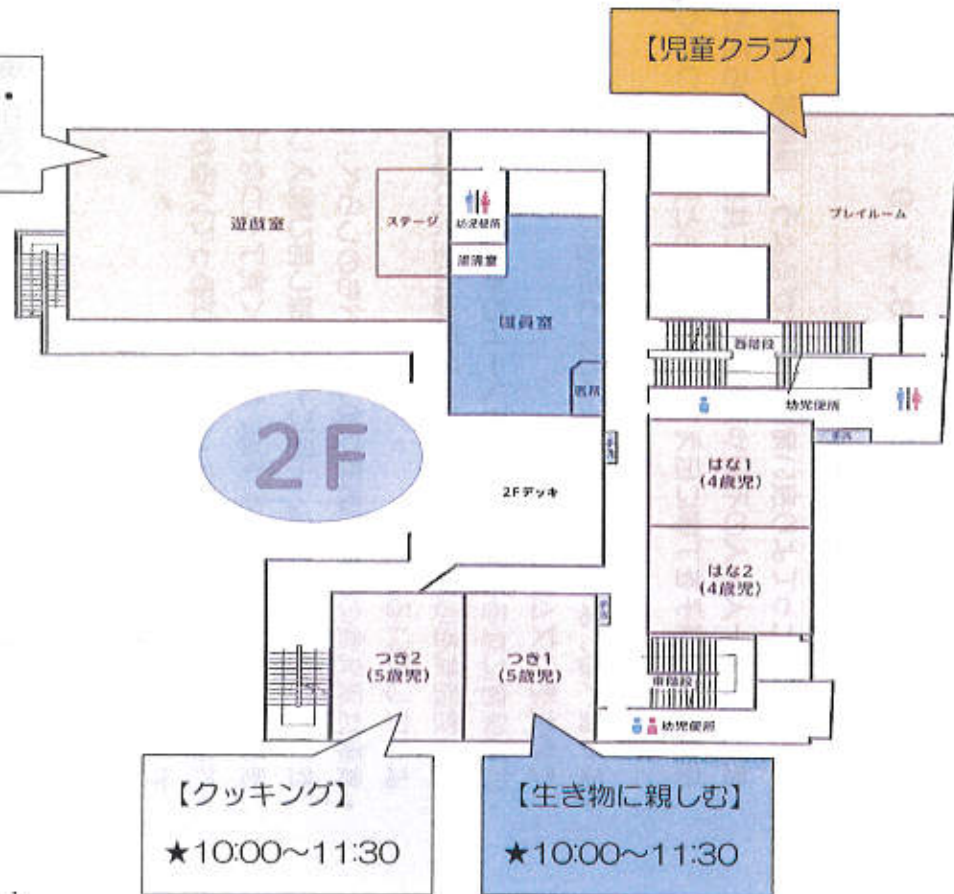 【児童クラブ】
遊戯室
ステージ
幼児便所
湯沸室
職員室
プレイルーム
西階段
幼児便所
手洗
2F
2Fデッキ
はな1
(4歳児)
はな2
(4歳児)
つき2
(5歳児)
つき1
(5歳児)
東階段
幼児便所
【クッキング】
★10:00～11:30
【生き物に親しむ】
★10:00～11:30